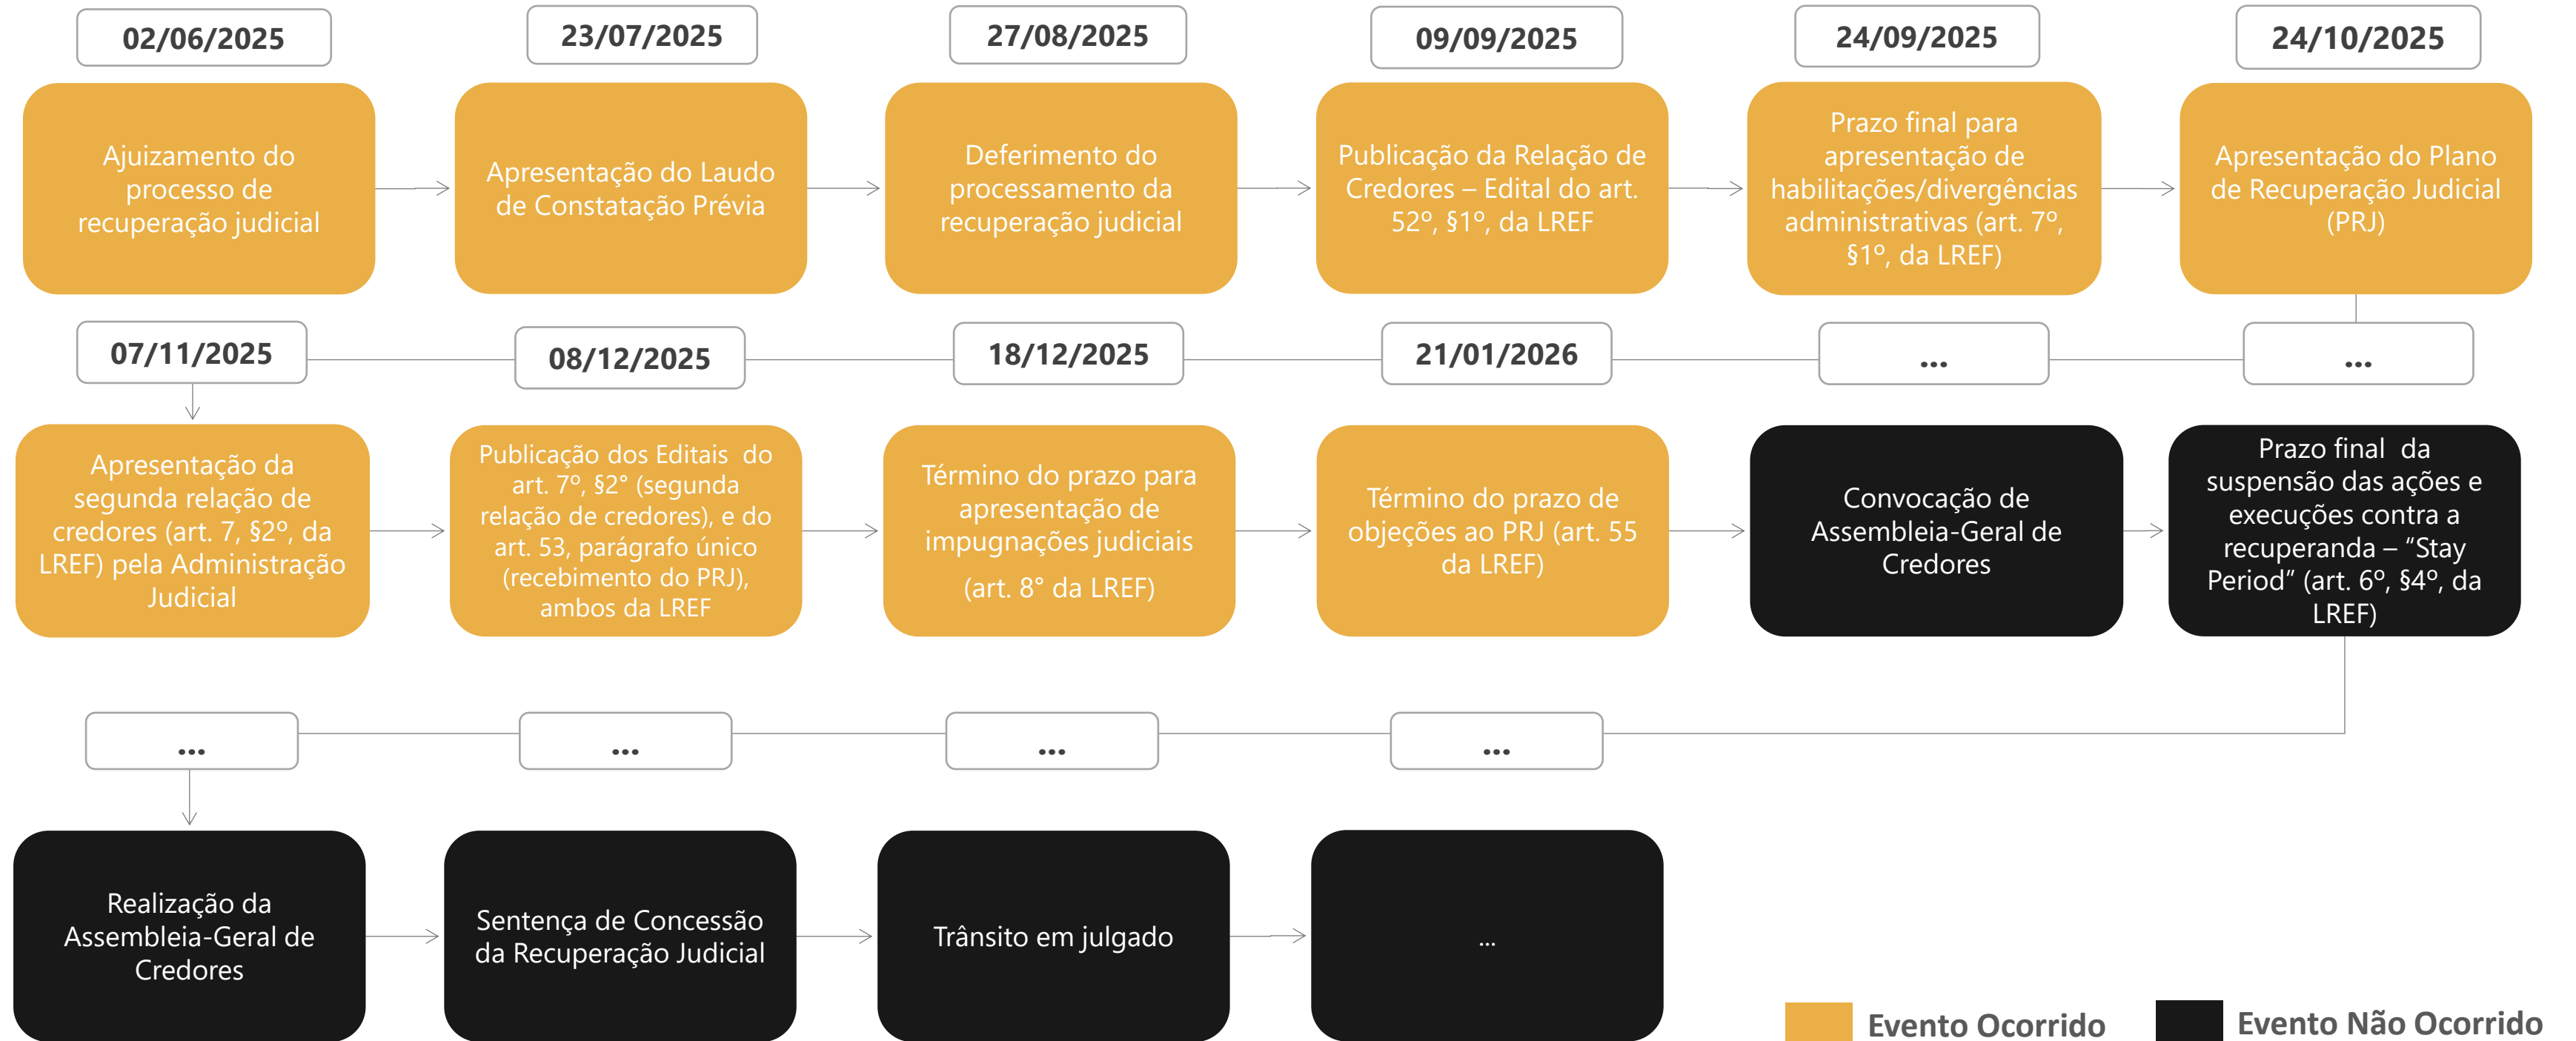 02/06/2025
23/07/2025
27/08/2025
09/09/2025
24/09/2025
24/10/2025
Ajuizamento do
processo de
recuperação judicial
Apresentação do Laudo
de Constatação Prévia
Deferimento do
processamento da
recuperação judicial
Publicação da Relação de
Credores – Edital do art.
52º, §1º, da LREF
Prazo final para
apresentação de
habilitações/divergências
administrativas (art. 7º,
§1º, da LREF)
Apresentação do Plano
de Recuperação Judicial
(PRJ)
07/11/2025
08/12/2025
18/12/2025
21/01/2026
...
...
Apresentação da
segunda relação de
credores (art. 7, §2º, da
LREF) pela Administração
Judicial
Publicação dos Editais do
art. 7º, §2° (segunda
relação de credores), e do
art. 53, parágrafo único
(recebimento do PRJ),
ambos da LREF
Término do prazo para
apresentação de
impugnações judiciais
(art. 8° da LREF)
Término do prazo de
objeções ao PRJ (art. 55
da LREF)
Convocação de
Assembleia-Geral de
Credores
Prazo final da
suspensão das ações e
execuções contra a
recuperanda – “Stay
Period” (art. 6º, §4º, da
LREF)
...
...
...
...
Realização da
Assembleia-Geral de
Credores
Sentença de Concessão
da Recuperação Judicial
Trânsito em julgado
...
Evento Ocorrido
Evento Não Ocorrido